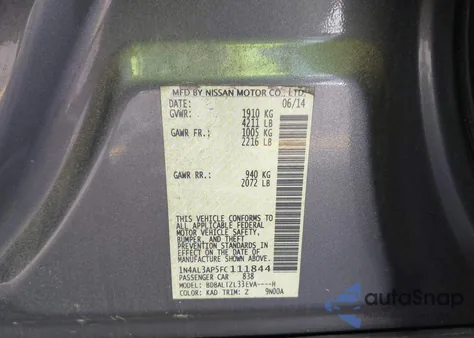 MFD BY NISSAN MOTOR CO., LTD.
DATE: 06/14
GVWR: 1910 KG
4211 LB
GAWR FR.: 1005 KG
2216 LB
GAWR RR.: 940 KG
2072 LB
THIS VEHICLE CONFORMS TO
ALL APPLICABLE FEDERAL
MOTOR VEHICLE SAFETY,
BUMPER, AND THEFT
PREVENTION STANDARDS IN
EFFECT ON THE DATE OF
MANUFACTURE SHOWN ABOVE.
1N4AL3AP5FC111844
PASSENGER CAR 838
MODEL: BDBALTZL33EVA----H
COLOR: KAD TRIM: Z 9N00A
autoSnap